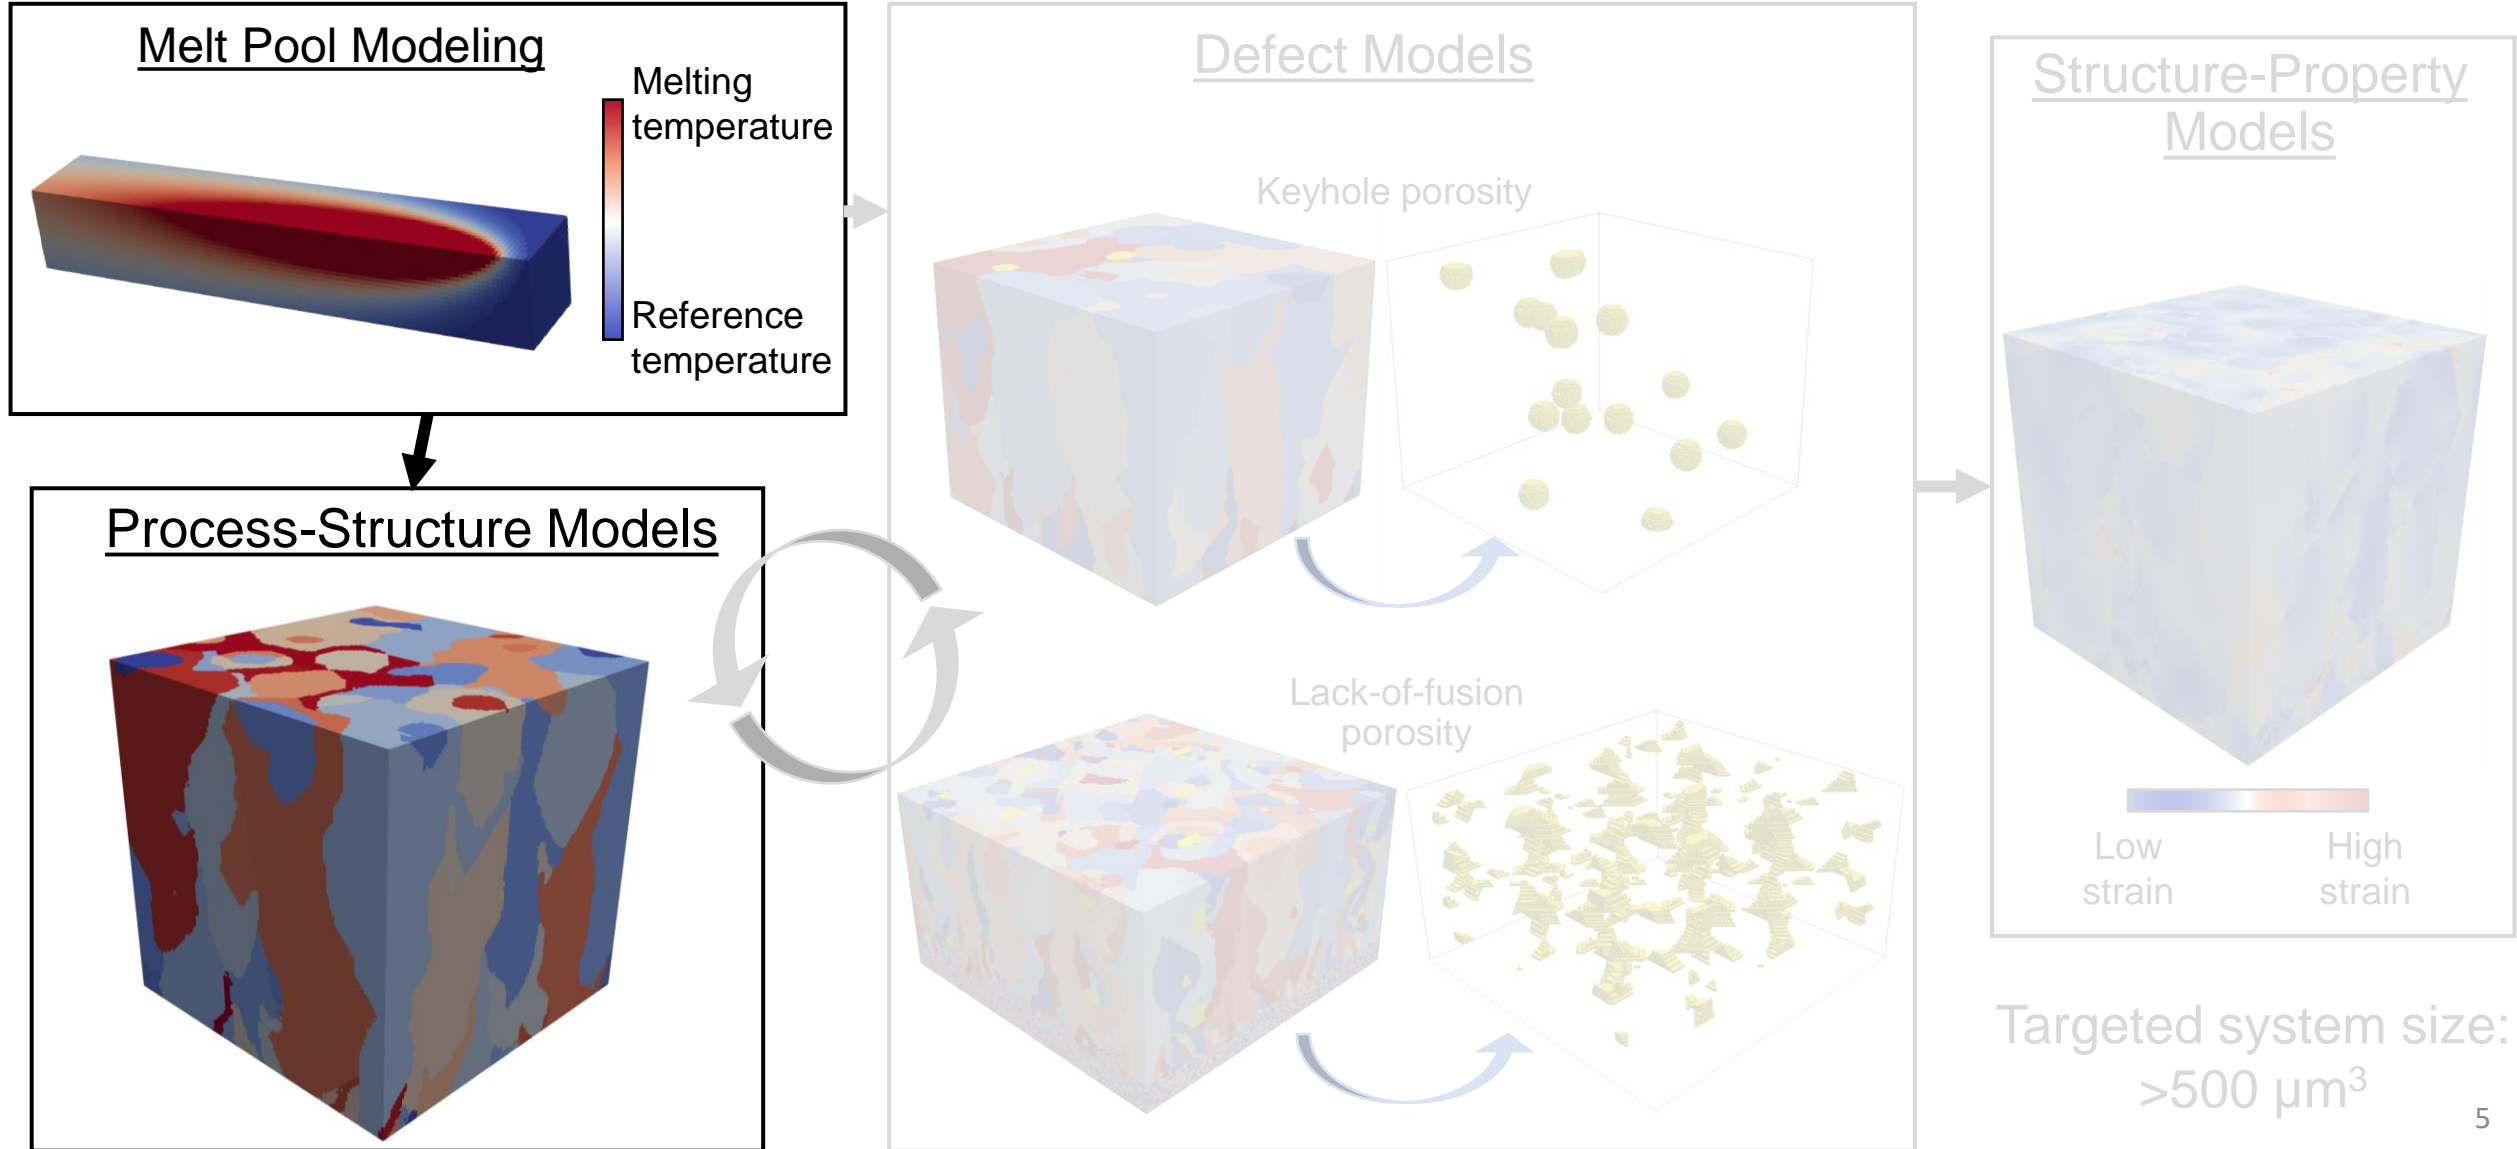 Melt Pool Modeling
Melting
temperature
Reference
temperature
Process-Structure Models
Defect Models
Keyhole porosity
Lack-of-fusion
porosity
Structure-Property
Models
Low
strain
High
strain
Targeted system size:
>500 μm³
5